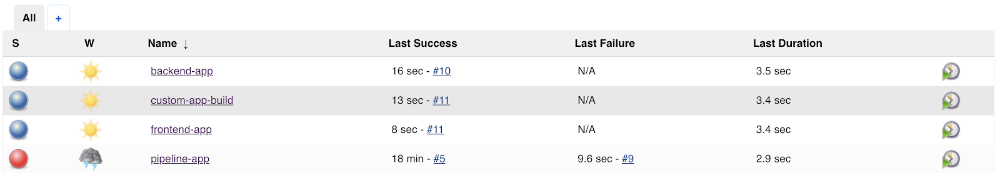 All +
S W Name ↓ Last Success Last Failure Last Duration
backend-app 16 sec - #10 N/A 3.5 sec
custom-app-build 13 sec - #11 N/A 3.4 sec
frontend-app 8 sec - #11 N/A 3.4 sec
pipeline-app 18 min - #5 9.6 sec - #9 2.9 sec